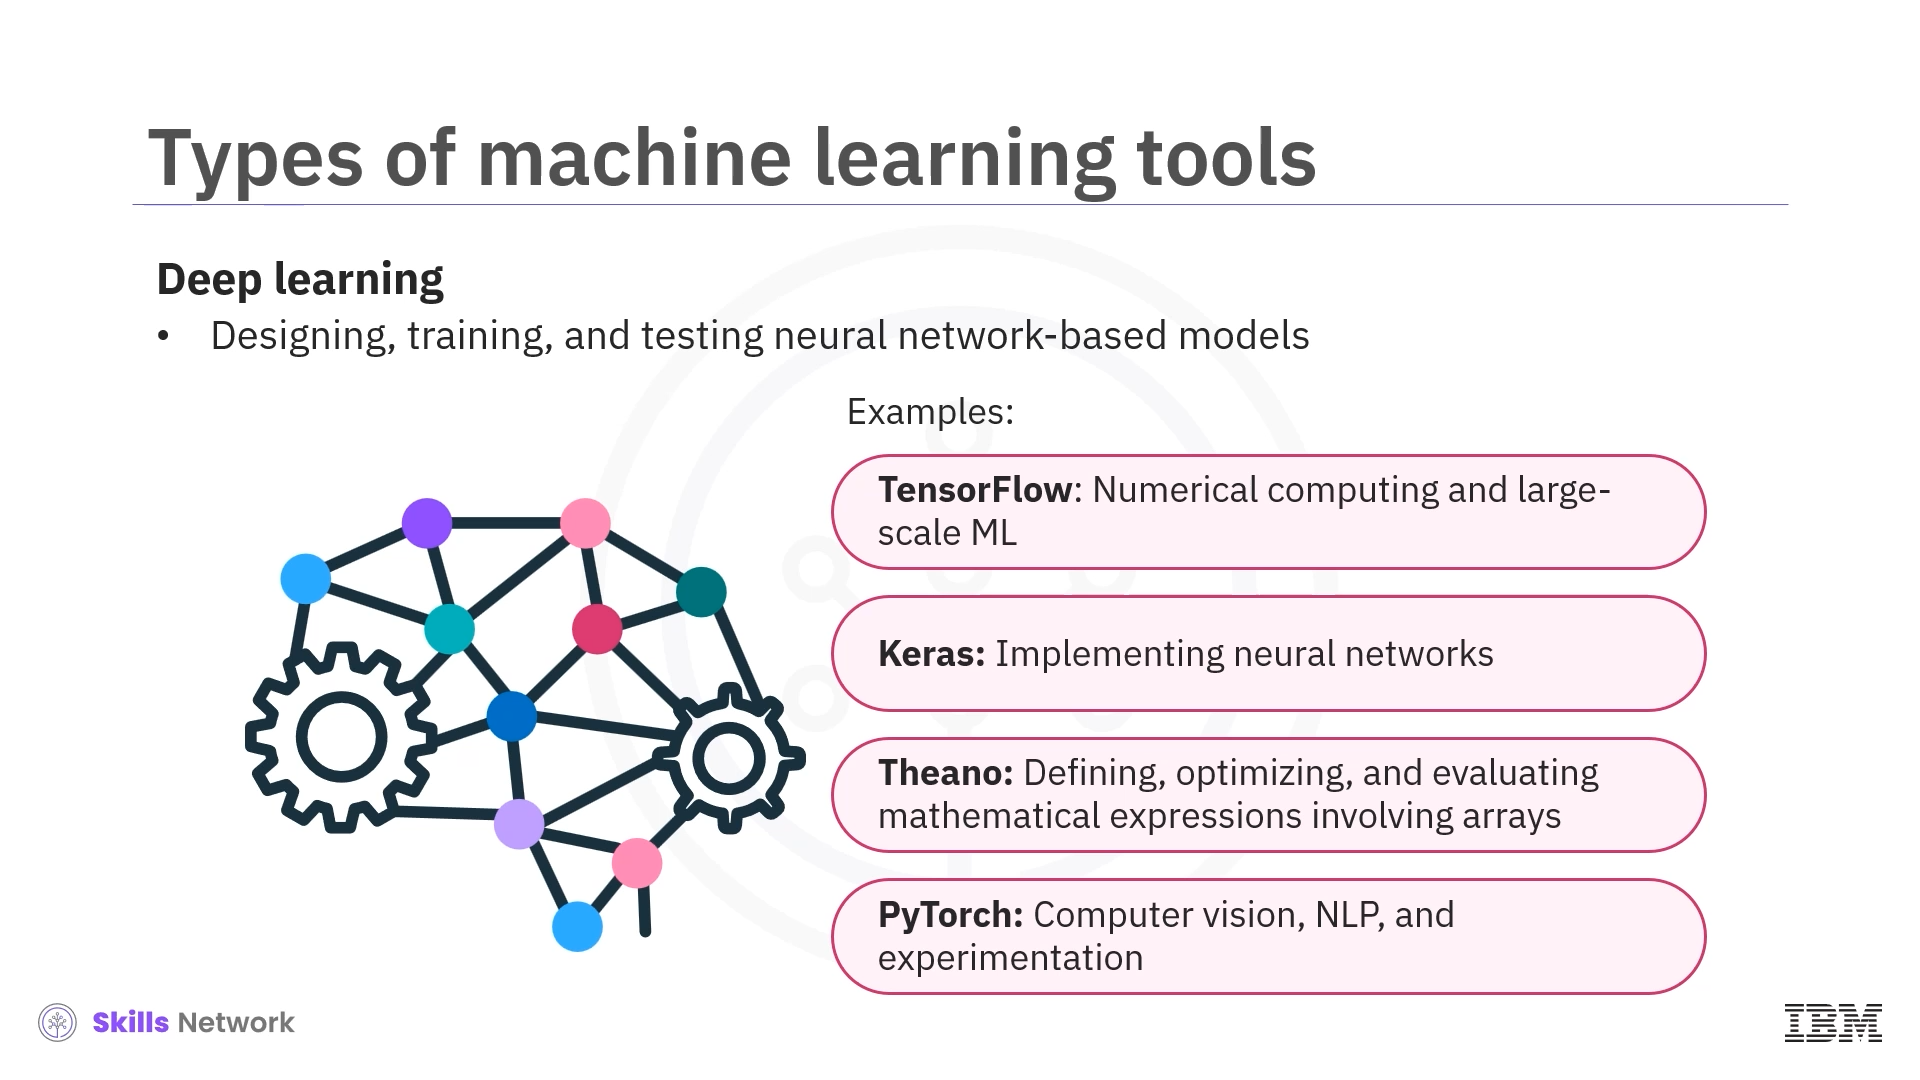 Types of machine learning tools
Deep learning
• Designing, training, and testing neural network-based models
Examples:
TensorFlow: Numerical computing and large-
scale ML
Keras: Implementing neural networks
Theano: Defining, optimizing, and evaluating
mathematical expressions involving arrays
PyTorch: Computer vision, NLP, and
experimentation
Skills Network
IBM